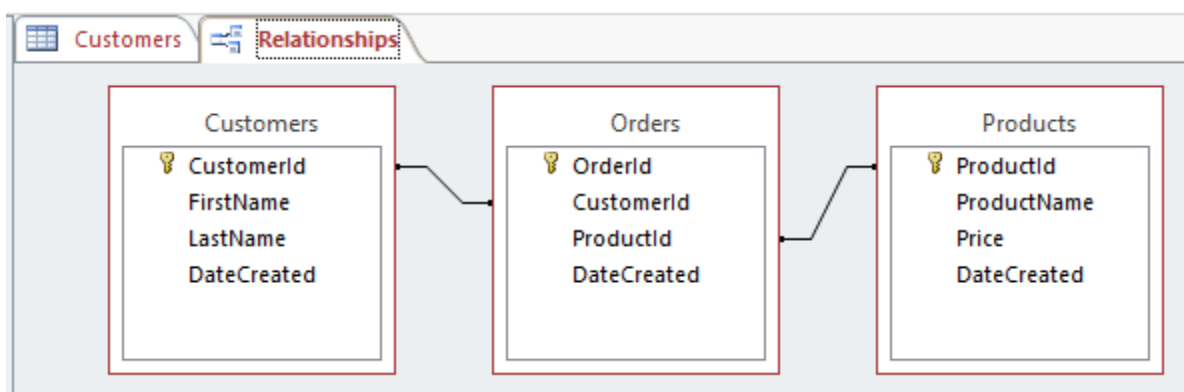 Customers
Relationships
Customers
CustomerId
FirstName
LastName
DateCreated
Orders
OrderId
CustomerId
ProductId
DateCreated
Products
ProductId
ProductName
Price
DateCreated